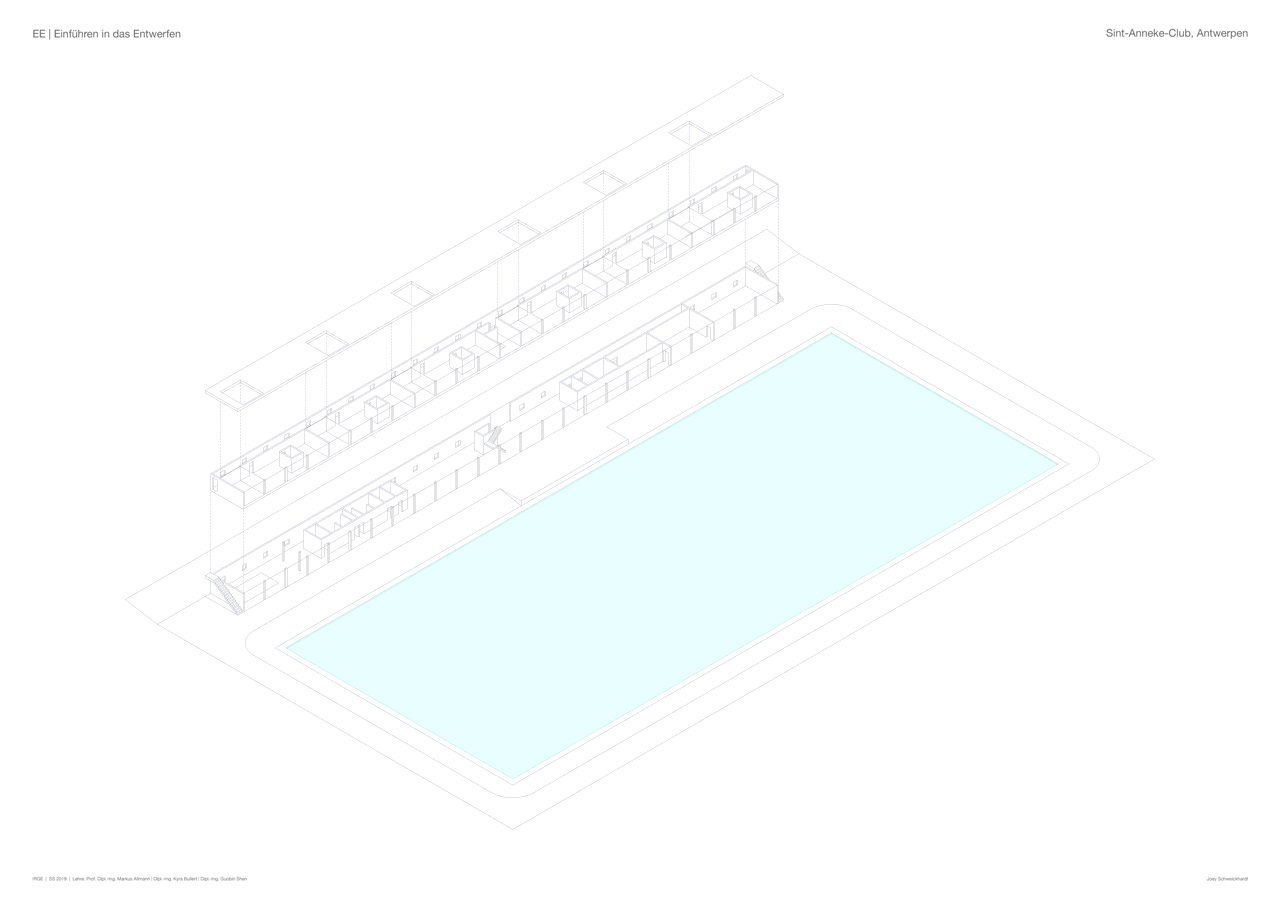 EE | Einführen in das Entwerfen
Sint-Anneke-Club, Antwerpen
IRGE | SS 2019 | Lehre: Prof. Dipl.-Ing. Markus Allmann | Dipl.-Ing. Kyra Bullert | Dipl.-Ing. Guobin Shen
Josy Schweickhardt